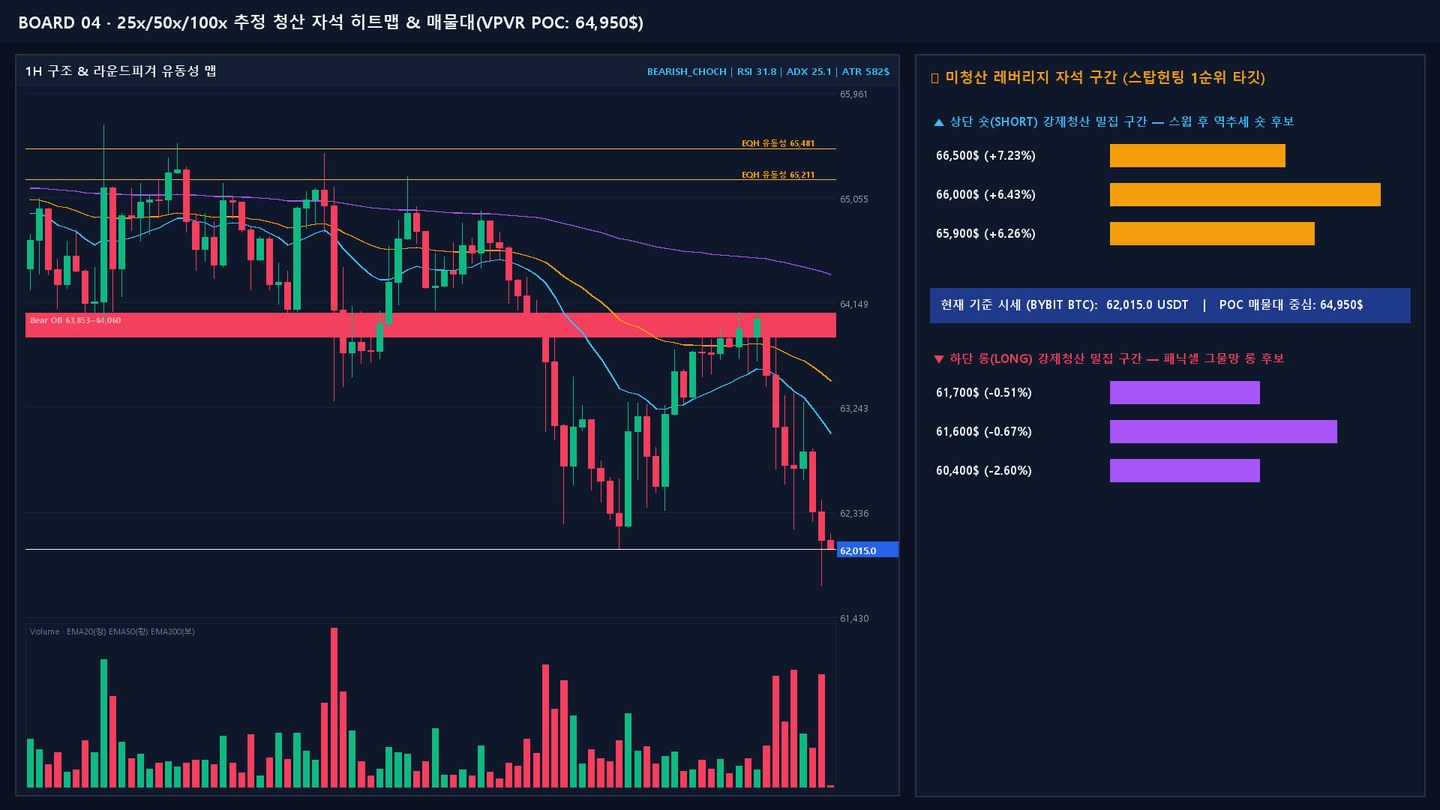 BOARD 04 · 25x/50x/100x 추정 청산 자석 히트맵 & 매물대(VPVR POC: 64,950$)
1H 구조 & 라운드피겨 유동성 맵
BEARISH_CHOCH | RSI 31.8 | ADX 25.1 | ATR 582$
65,961
EQH 유동성 65,481
EQH 유동성 65,211
65,055
64,149
Bear OB 63,853~64,060
63,243
62,336
62,015.0
61,430
Volume · EMA20(청) EMA50(황) EMA200(보)
미청산 레버리지 자석 구간 (스탑헌팅 1순위 타깃)
▲ 상단 숏(SHORT) 강제청산 밀집 구간 — 스윕 후 역추세 숏 후보
66,500$ (+7.23%)
66,000$ (+6.43%)
65,900$ (+6.26%)
현재 기준 시세 (BYBIT BTC): 62,015.0 USDT | POC 매물대 중심: 64,950$
▼ 하단 롱(LONG) 강제청산 밀집 구간 — 패닉셀 그물망 롱 후보
61,700$ (-0.51%)
61,600$ (-0.67%)
60,400$ (-2.60%)